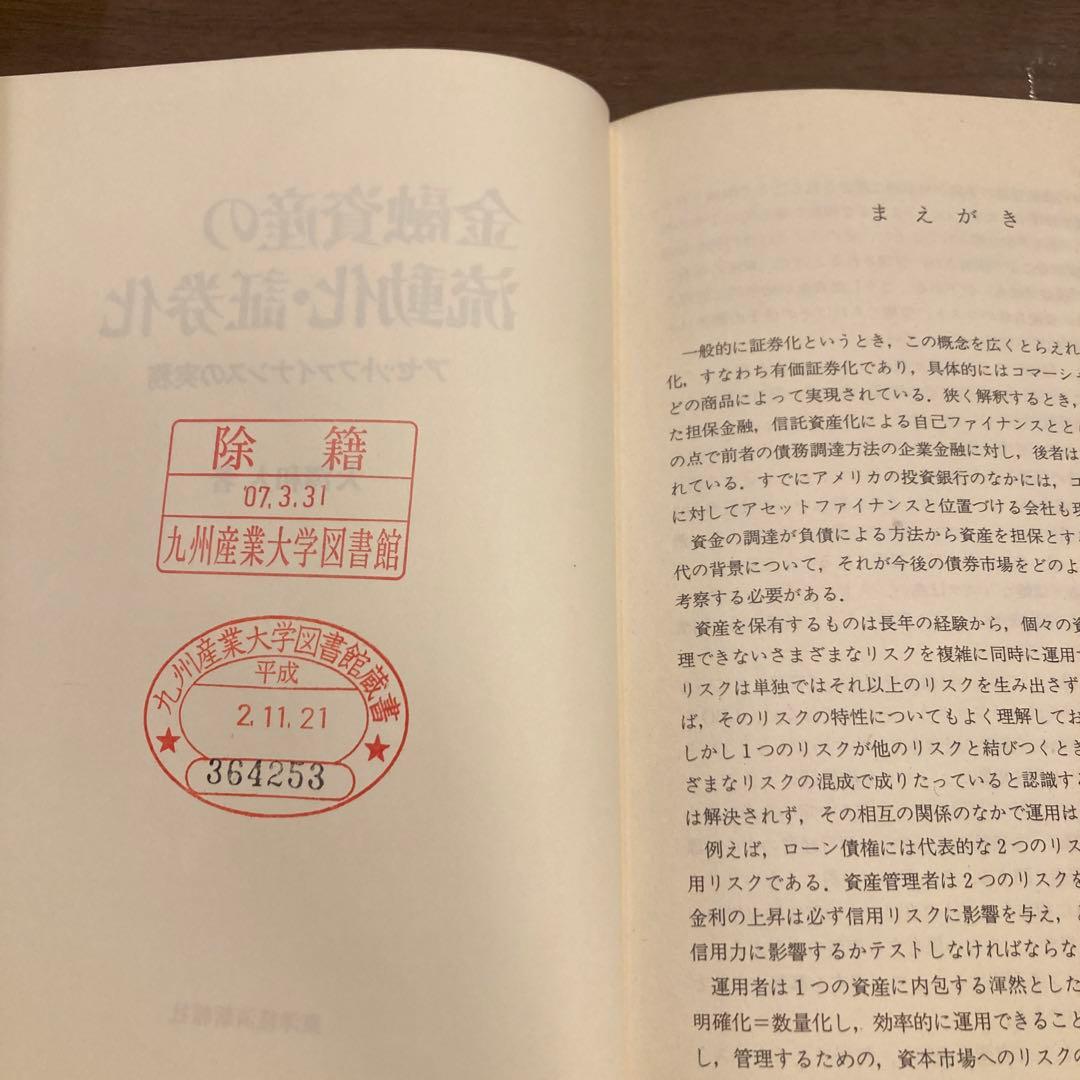 金融資産の
流動化・証券化
アセットファイナンスの実務
除籍
07.3.31
九州産業大学図書館
九州産業大学図書館蔵書
平成
2.11.21
★ ★
364253
東洋経済新報社
まえがき
一般的に証券化というとき，この概念を広くとらえれ
化，すなわち有価証券化であり，具体的にはコマーシ
どの商品によって実現されている．狭く解釈するとき，
た担保金融，信託資産化による自己ファイナンスとと
の点で前者の債務調達方法の企業金融に対し，後者は
れている．すでにアメリカの投資銀行のなかには，コ
に対してアセットファイナンスと位置づける会社も
資金の調達が負債による方法から資産を担保とす
代の背景について，それが今後の債券市場をどのよ
考察する必要がある．
資産を保有するものは長年の経験から，個々の資
理できないさまざまなリスクを複雑に同時に運用
リスクは単独ではそれ以上のリスクを生み出さず
ば，そのリスクの特性についてもよく理解してお
しかし1つのリスクが他のリスクと結びつくとき
ざまなリスクの混成で成りたっていると認識す
は解決されず，その相互の関係のなかで運用は
例えば，ローン債権には代表的な2つのリス
用リスクである．資産管理者は2つのリスクを
金利の上昇は必ず信用リスクに影響を与え，
信用力に影響するかテストしなければならな
運用者は1つの資産に内包する渾然とした
明確化＝数量化し，効率的に運用できること
し，管理するための，資本市場へのリスクの